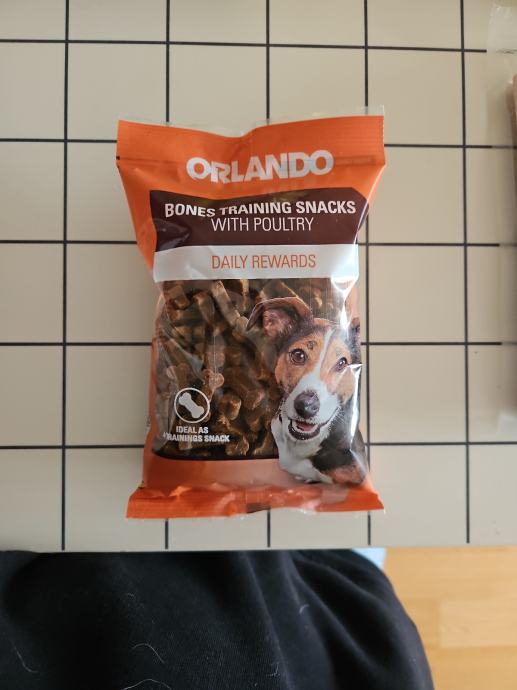 ORLANDO
BONES TRAINING SNACKS
WITH POULTRY
DAILY REWARDS
IDEAL AS
TRAININGS SNACK